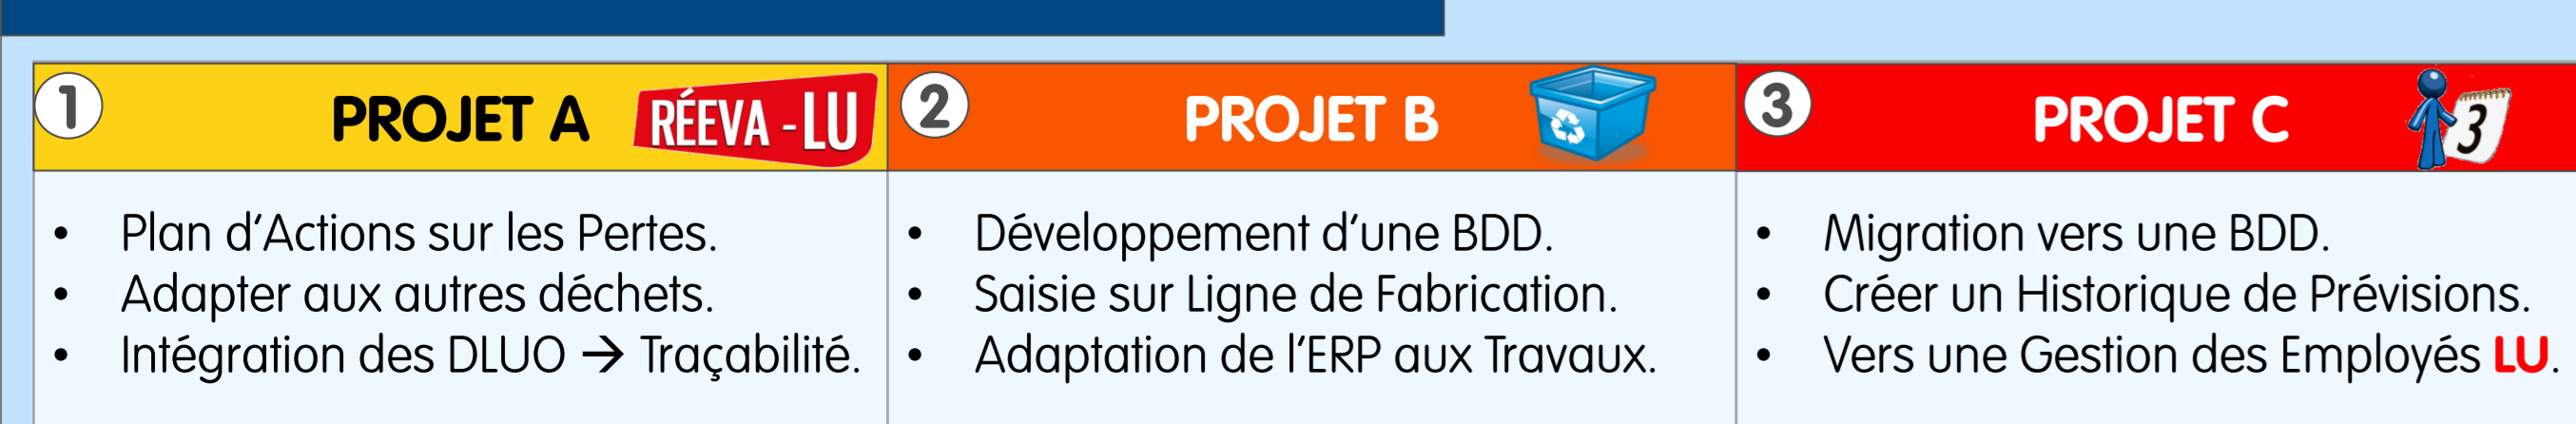 1
PROJET A
RÉEVA - LU
• Plan d’Actions sur les Pertes.
• Adapter aux autres déchets.
• Intégration des DLUO → Traçabilité.
2
PROJET B
• Développement d’une BDD.
• Saisie sur Ligne de Fabrication.
• Adaptation de l’ERP aux Travaux.
3
PROJET C
3
• Migration vers une BDD.
• Créer un Historique de Prévisions.
• Vers une Gestion des Employés LU.